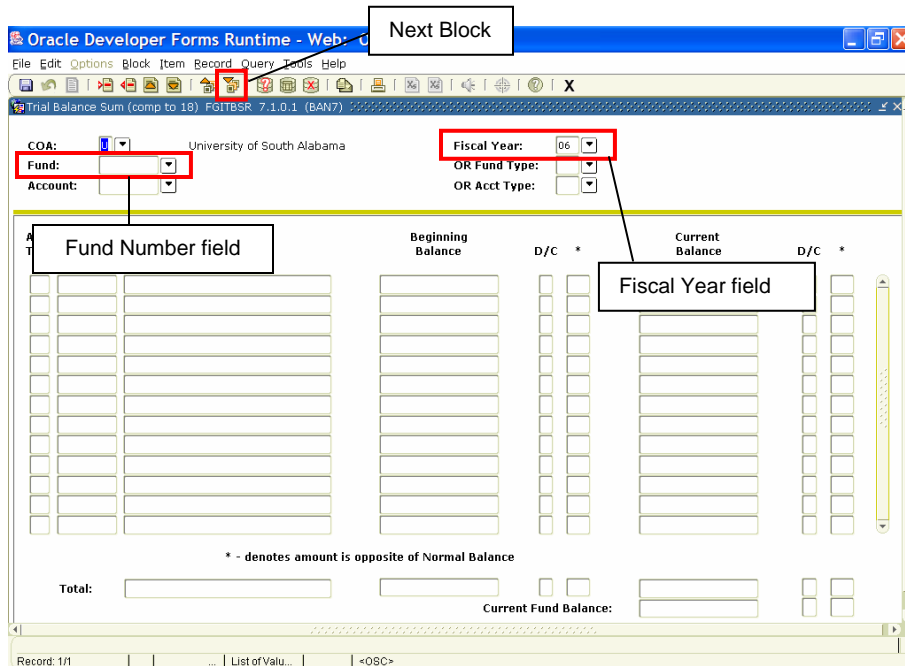 Next Block
Oracle Developer Forms Runtime - Web: O
File Edit Options Block Item Record Query Tools Help
X
Trial Balance Sum (comp to 18) FGITBSR 7.1.0.1 (BAN7)
COA: U University of South Alabama Fiscal Year: 06
Fund: OR Fund Type:
Account: OR Acct Type:
Fund Number field
Fiscal Year field
A Beginning Current
T Balance D/C * Balance D/C *
* - denotes amount is opposite of Normal Balance
Total:
Current Fund Balance:
Record: 1/1 ... List of Valu... <OSC>